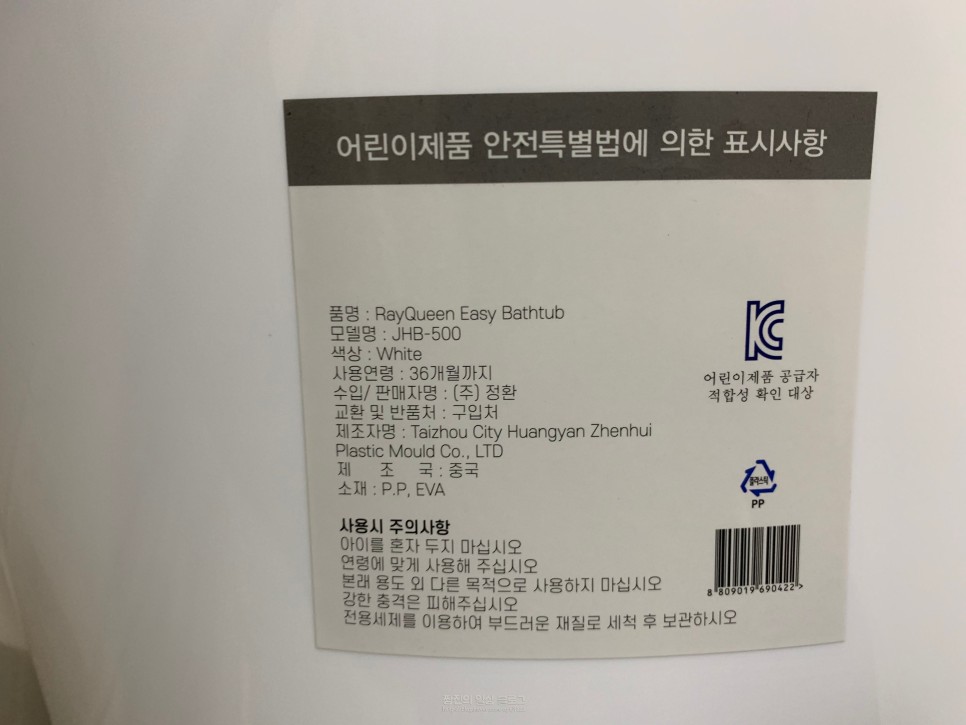 어린이제품 안전특별법에 의한 표시사항
품명 : RayQueen Easy Bathtub
모델명 : JHB-500
색상 : White
사용연령 : 36개월까지
수입/ 판매자명 : (주) 정환
교환 및 반품처 : 구입처
제조자명 : Taizhou City Huangyan Zhenhui
Plastic Mould Co., LTD
제 조 국 : 중국
소재 : P.P, EVA
KC
어린이제품 공급자
적합성 확인 대상
플라스틱
PP
사용시 주의사항
아이를 혼자 두지 마십시오
연령에 맞게 사용해 주십시오
본래 용도 외 다른 목적으로 사용하지 마십시오
강한 충격은 피해주십시오
전용세제를 이용하여 부드러운 재질로 세척 후 보관하시오
8 809019 690422 >